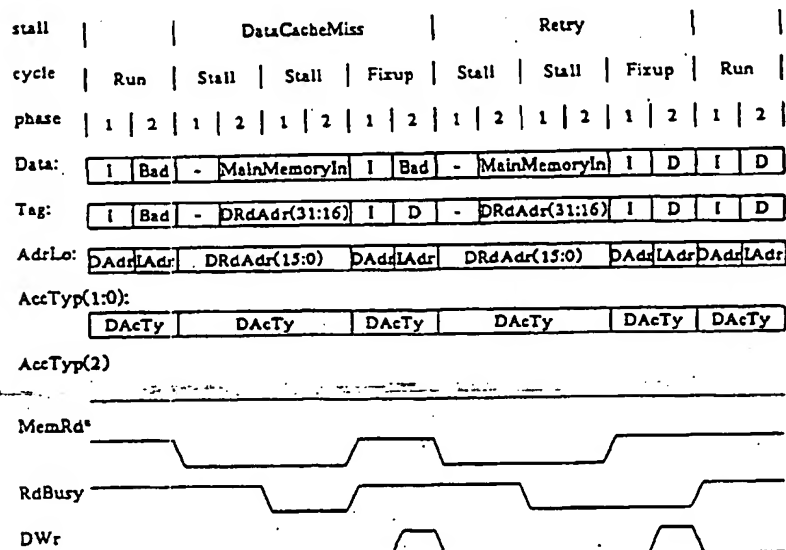 stall DataCacheMiss Retry
cycle Run Stall Stall Fixup Stall Stall Fixup Run
phase 1 2 1 2 1 2 1 2 1 2 1 2 1 2 1 2
Data: I Bad - MainMemoryIn I Bad - MainMemoryIn I D I D
Tag: I Bad - DRdAdr(31:16) I D - DRdAdr(31:16) I D I D
AdrLo: DAdr IAdr DRdAdr(15:0) DAdr IAdr DRdAdr(15:0) DAdr IAdr DAdr IAdr
AccTyp(1:0):
DAcTy DAcTy DAcTy DAcTy DAcTy DAcTy
AccTyp(2)
MemRd*
RdBusy
DWr